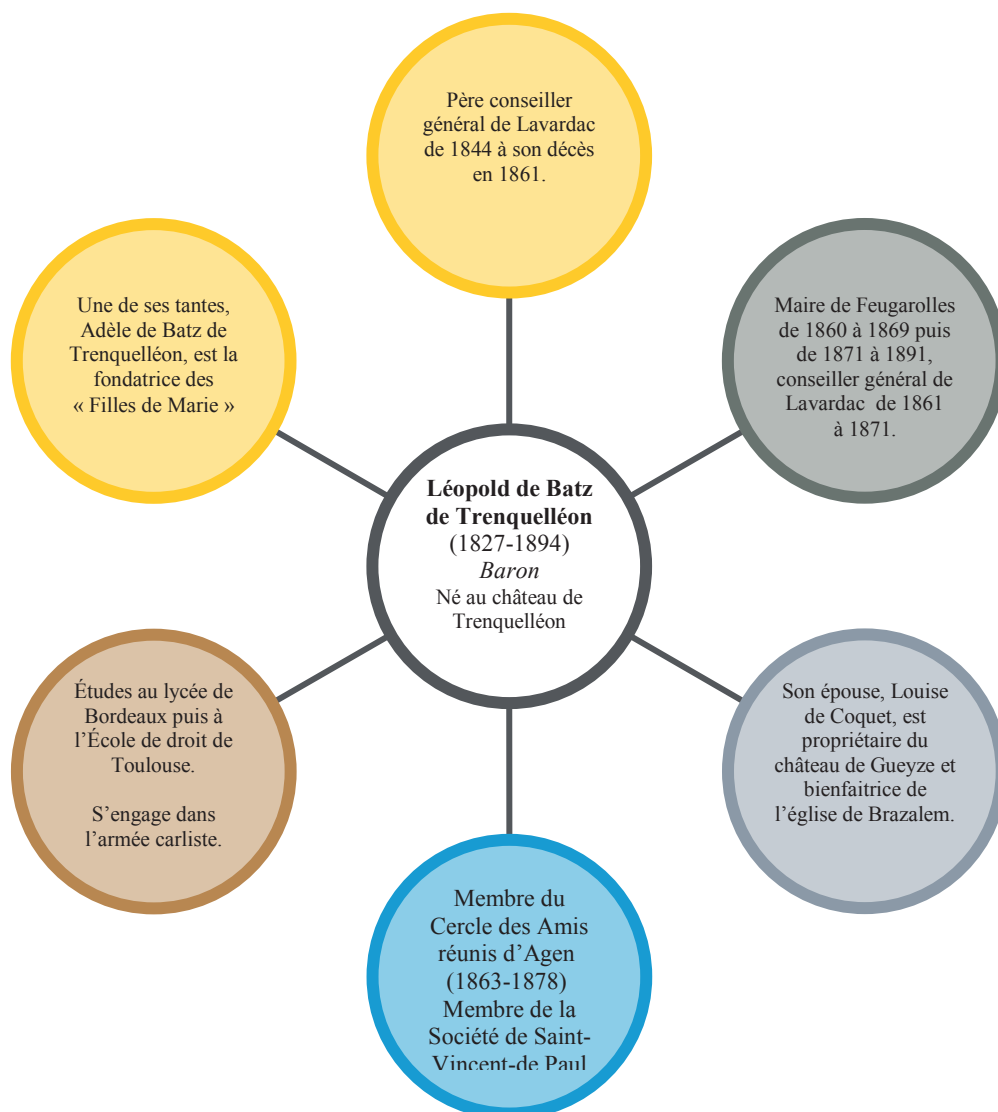 Père conseiller
général de Lavardac
de 1844 à son décès
en 1861.
Une de ses tantes,
Adèle de Batz de
Trenquelléon, est la
fondatrice des
« Filles de Marie »
Maire de Feugarolles
de 1860 à 1869 puis
de 1871 à 1891,
conseiller général de
Lavardac de 1861
à 1871.
Léopold de Batz
de Trenquelléon
(1827-1894)
Baron
Né au château de
Trenquelléon
Études au lycée de
Bordeaux puis à
l’École de droit de
Toulouse.
S’engage dans
l’armée carliste.
Son épouse, Louise
de Coquet, est
propriétaire du
château de Gueyze et
bienfaitrice de
l’église de Brazalem.
Membre du
Cercle des Amis
réunis d’Agen
(1863-1878)
Membre de la
Société de Saint-
Vincent-de Paul